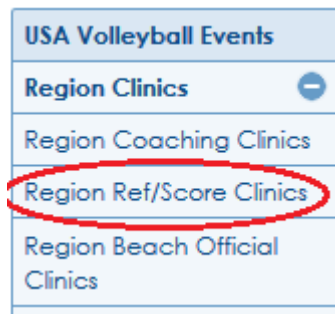 USA Volleyball Events
Region Clinics
Region Coaching Clinics
Region Ref/Score Clinics
Region Beach Official
Clinics